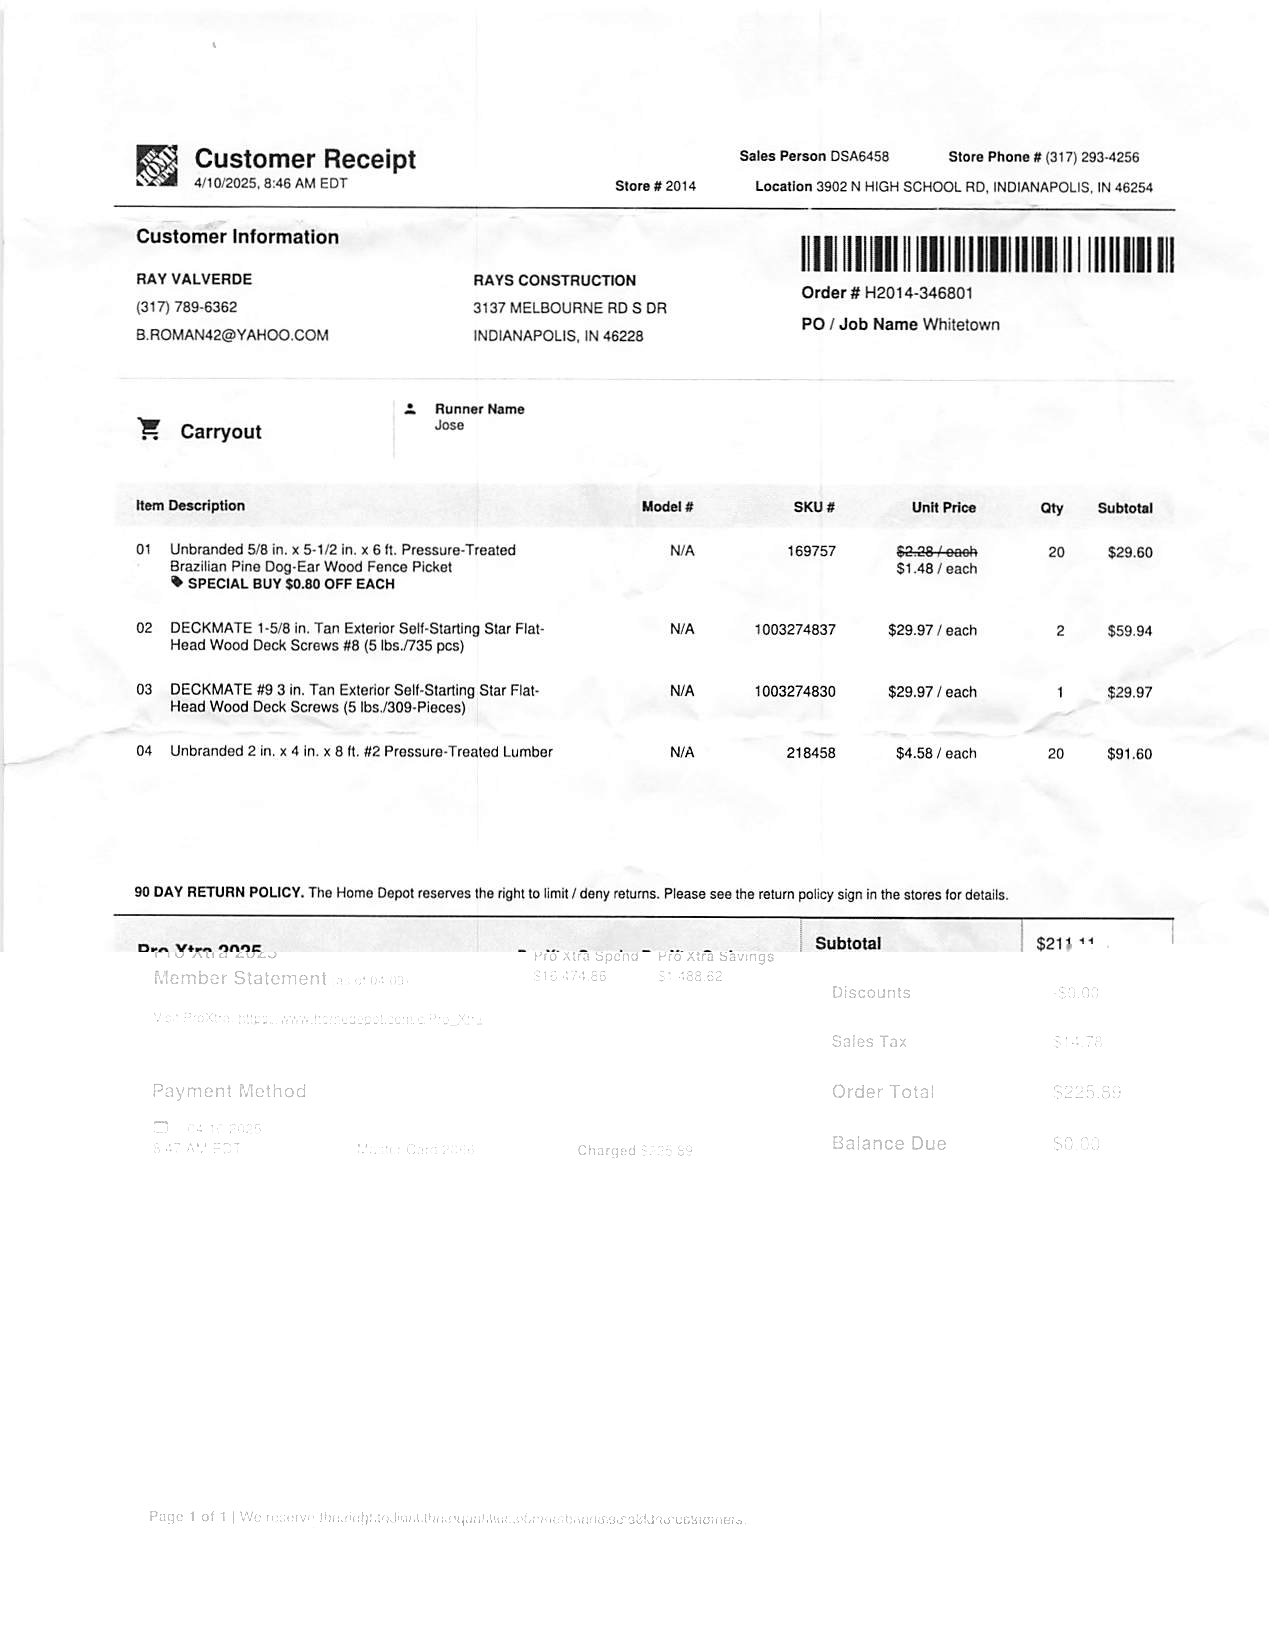 Customer Receipt
4/10/2025, 8:46 AM EDT
Sales Person DSA6458 Store Phone # (317) 293-4256
Store # 2014 Location 3902 N HIGH SCHOOL RD, INDIANAPOLIS, IN 46254
Customer Information
RAY VALVERDE
(317) 789-6362
B.ROMAN42@YAHOO.COM
RAYS CONSTRUCTION
3137 MELBOURNE RD S DR
INDIANAPOLIS, IN 46228
Order # H2014-346801
PO / Job Name Whitetown
Carryout
Runner Name
Jose
Item Description Model # SKU # Unit Price Qty Subtotal
01 Unbranded 5/8 in. x 5-1/2 in. x 6 ft. Pressure-Treated N/A 169757 $2.28 / each 20 $29.60
Brazilian Pine Dog-Ear Wood Fence Picket $1.48 / each
SPECIAL BUY $0.80 OFF EACH
02 DECKMATE 1-5/8 in. Tan Exterior Self-Starting Star Flat- N/A 1003274837 $29.97 / each 2 $59.94
Head Wood Deck Screws #8 (5 lbs./735 pcs)
03 DECKMATE #9 3 in. Tan Exterior Self-Starting Star Flat- N/A 1003274830 $29.97 / each 1 $29.97
Head Wood Deck Screws (5 lbs./309-Pieces)
04 Unbranded 2 in. x 4 in. x 8 ft. #2 Pressure-Treated Lumber N/A 218458 $4.58 / each 20 $91.60
90 DAY RETURN POLICY. The Home Depot reserves the right to limit / deny returns. Please see the return policy sign in the stores for details.
Pro Xtra 2025 Pro Xtra Spend Pro Xtra Savings Subtotal $211.11
Member Statement $16,474.86 $1,488.62
Discounts -$0.00
Sales Tax $14.78
Payment Method Order Total $225.89
04/10/2025
8:47 AM EDT Charged $225.89 Balance Due $0.00
Page 1 of 1 | We reserve the right to limit the quantities of merchandise sold to customers.